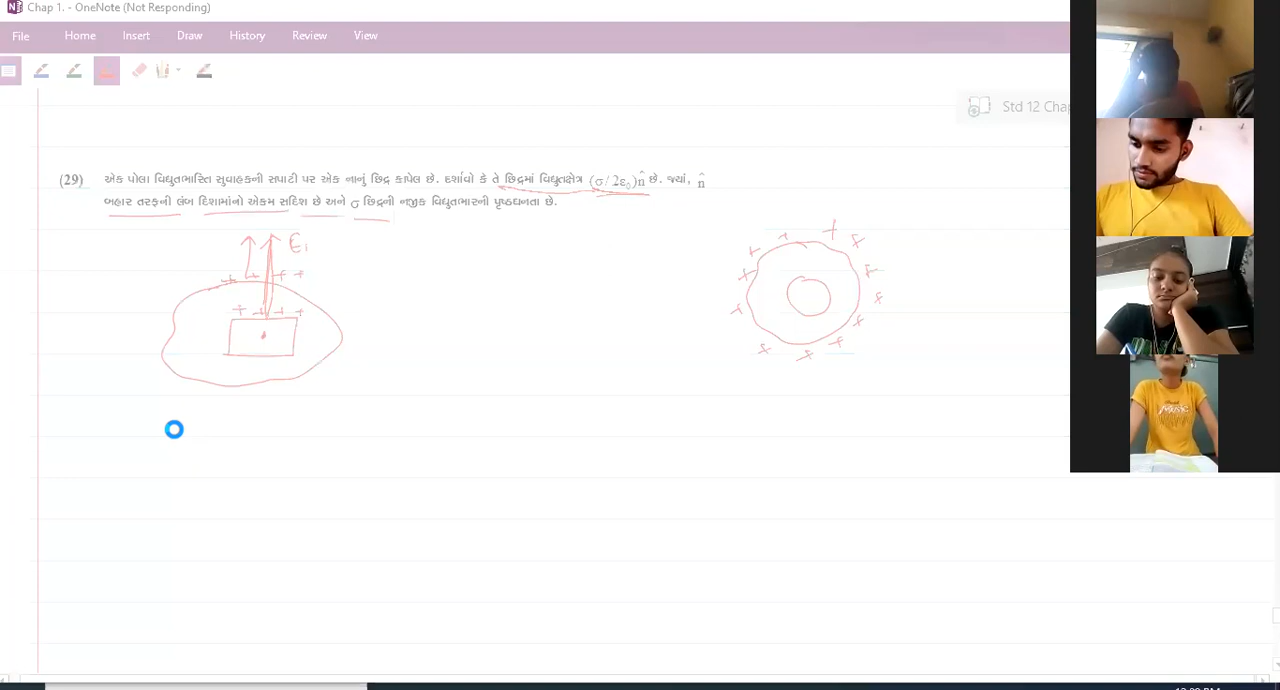 Chap 1. - OneNote (Not Responding)
File Home Insert Draw History Review View
Std 12 Chap
(29) એક પોલા વિદ્યુતભારિત સુવાહકની સપાટી પર એક નાનું છિદ્ર કાપેલ છે. દર્શાવો કે તે છિદ્રમાં વિદ્યુતક્ષેત્ર (σ/2ε₀)n̂ છે. જ્યાં, n̂
બહાર તરફની લંબ દિશામાંનો એકમ સદિશ છે અને σ છિદ્રની નજીક વિદ્યુતભારની પૃષ્ઠઘનતા છે.
E₁